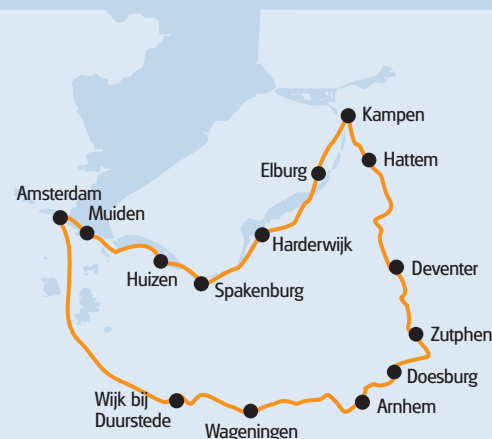 Kampen
Hattem
Elburg
Amsterdam
Muiden
Harderwijk
Huizen
Spakenburg
Deventer
Zutphen
Doesburg
Wijk bij
Duurstede
Arnhem
Wageningen